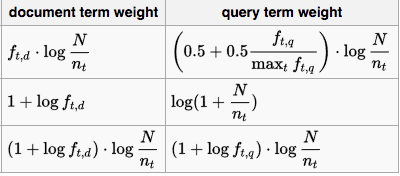 document term weight query term weight
$f_{t,d} \cdot \log \frac{N}{n_t}$ $\left(0.5 + 0.5 \frac{f_{t,q}}{\max_t f_{t,q}}\right) \cdot \log \frac{N}{n_t}$
$1 + \log f_{t,d}$ $\log(1 + \frac{N}{n_t})$
$(1 + \log f_{t,d}) \cdot \log \frac{N}{n_t}$ $(1 + \log f_{t,q}) \cdot \log \frac{N}{n_t}$